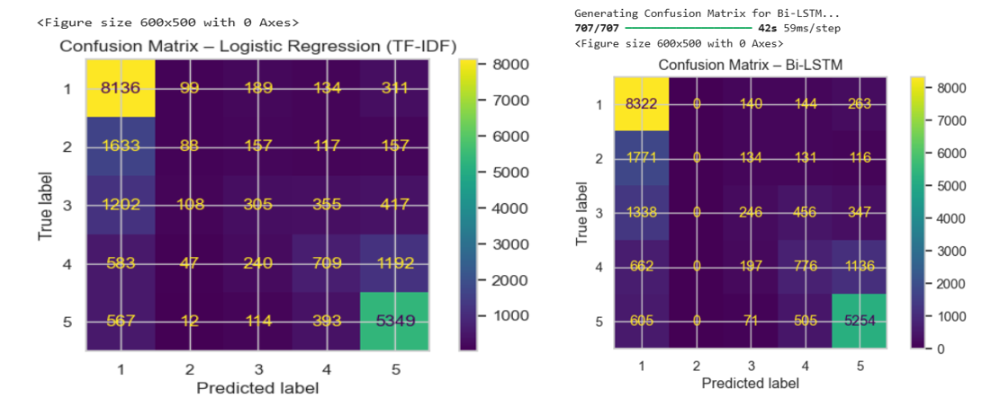 <Figure size 600x500 with 0 Axes>
Confusion Matrix – Logistic Regression (TF-IDF)
True label
1 8136 99 189 134 311
2 1633 88 157 117 157
3 1202 108 305 355 417
4 583 47 240 709 1192
5 567 12 114 393 5349
1 2 3 4 5
Predicted label
8000
7000
6000
5000
4000
3000
2000
1000
Generating Confusion Matrix for Bi-LSTM...
707/707 42s 59ms/step
<Figure size 600x500 with 0 Axes>
Confusion Matrix – Bi-LSTM
True label
1 8322 0 140 144 263
2 1771 0 134 131 116
3 1338 0 246 456 347
4 662 0 197 776 1136
5 605 0 71 505 5254
1 2 3 4 5
Predicted label
8000
7000
6000
5000
4000
3000
2000
1000
0